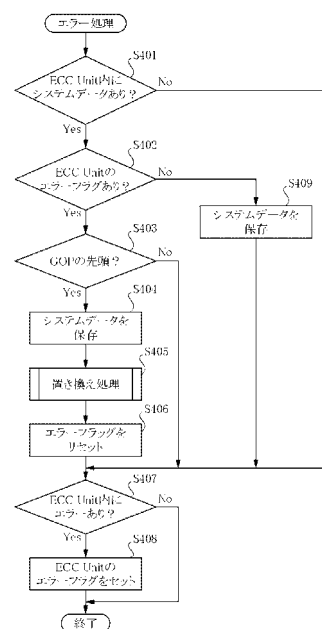 エラー処理
S401
ECC Unit内に
システムデータあり？
No
Yes
S402
ECC Unitの
エラーフラグあり？
No
Yes
S409
システムデータを
保存
S403
GOPの先頭？
No
Yes
S404
システムデータを
保存
S405
置き換え処理
S406
エラーフラッグを
リセット
S407
ECC Unit内に
エラーあり？
No
Yes
S408
ECC Unitの
エラーフラグをセット
終了